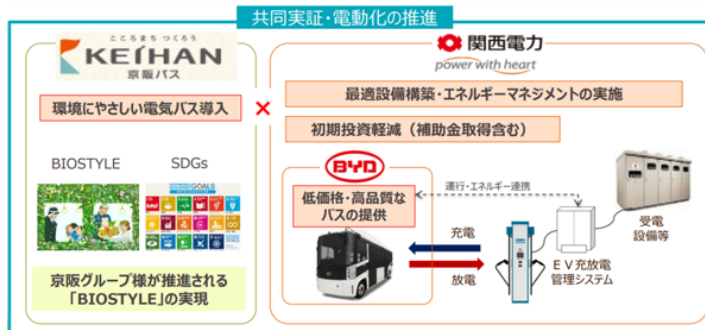 共同実証・電動化の推進
こころまち つくろう
KEIHAN
京阪バス
環境にやさしい電気バス導入
BIOSTYLE
SDGs
京阪グループ様が推進される
「BIOSTYLE」の実現
×
関西電力
power with heart
最適設備構築・エネルギーマネジメントの実施
初期投資軽減（補助金取得含む）
BYD
低価格・高品質な
バスの提供
運行・エネルギー連携
充電
放電
EV充放電
管理システム
受電
設備等